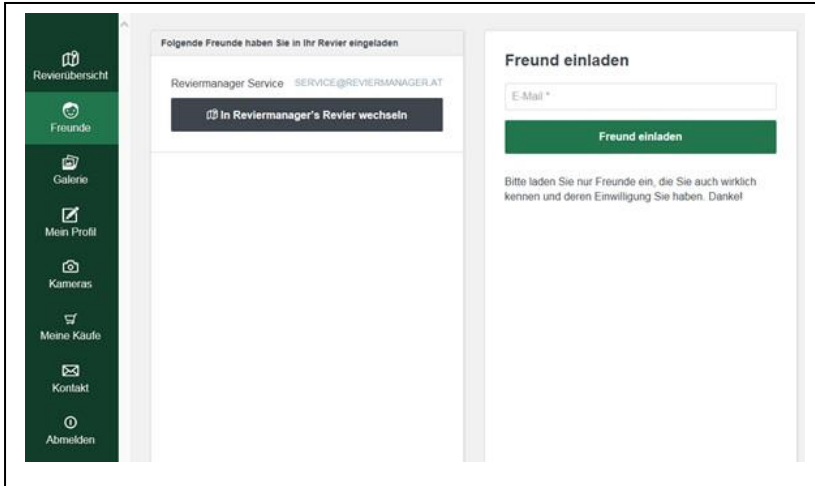 Revierübersicht
Freunde
Galerie
Mein Profil
Kameras
Meine Käufe
Kontakt
Abmelden
Folgende Freunde haben Sie in Ihr Revier eingeladen
Reviermanager Service SERVICE@REVIERMANAGER.AT
In Reviermanager's Revier wechseln
Freund einladen
E-Mail *
Freund einladen
Bitte laden Sie nur Freunde ein, die Sie auch wirklich
kennen und deren Einwilligung Sie haben. Danke!